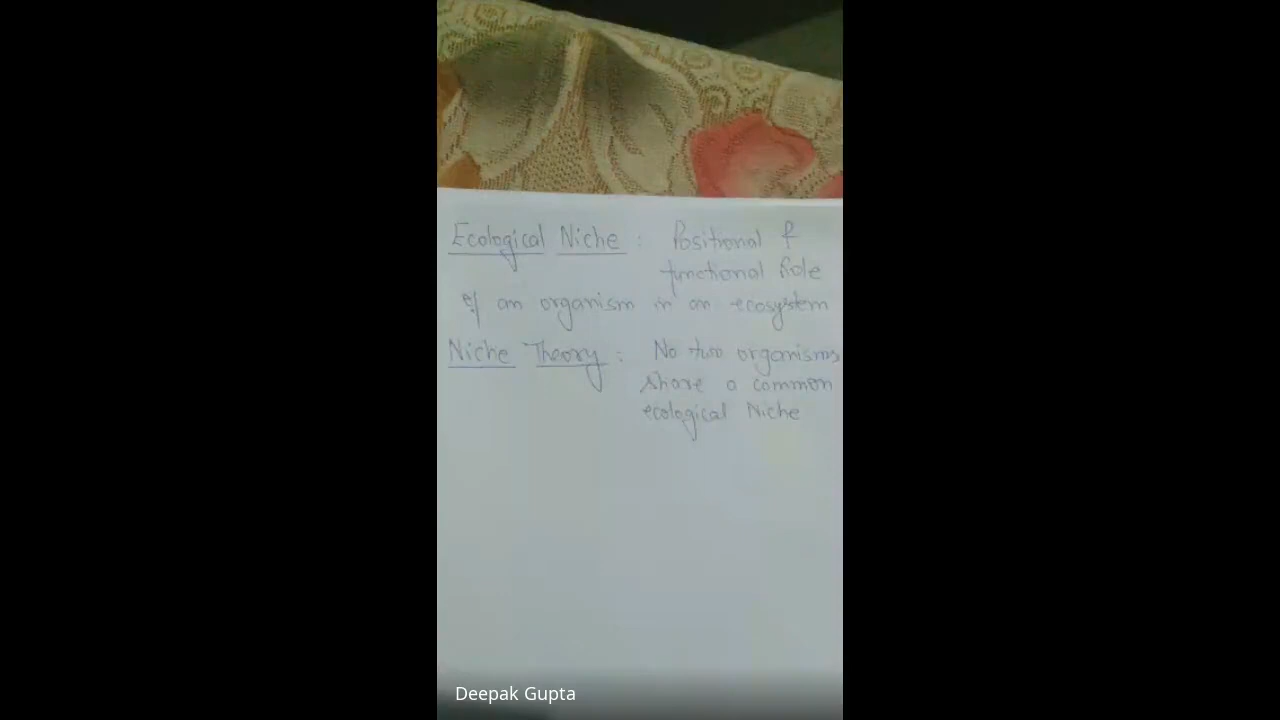 Ecological Niche : Positional &
functional Role
of an organism in an ecosystem
Niche Theory : No two organisms
share a common
ecological Niche
Deepak Gupta